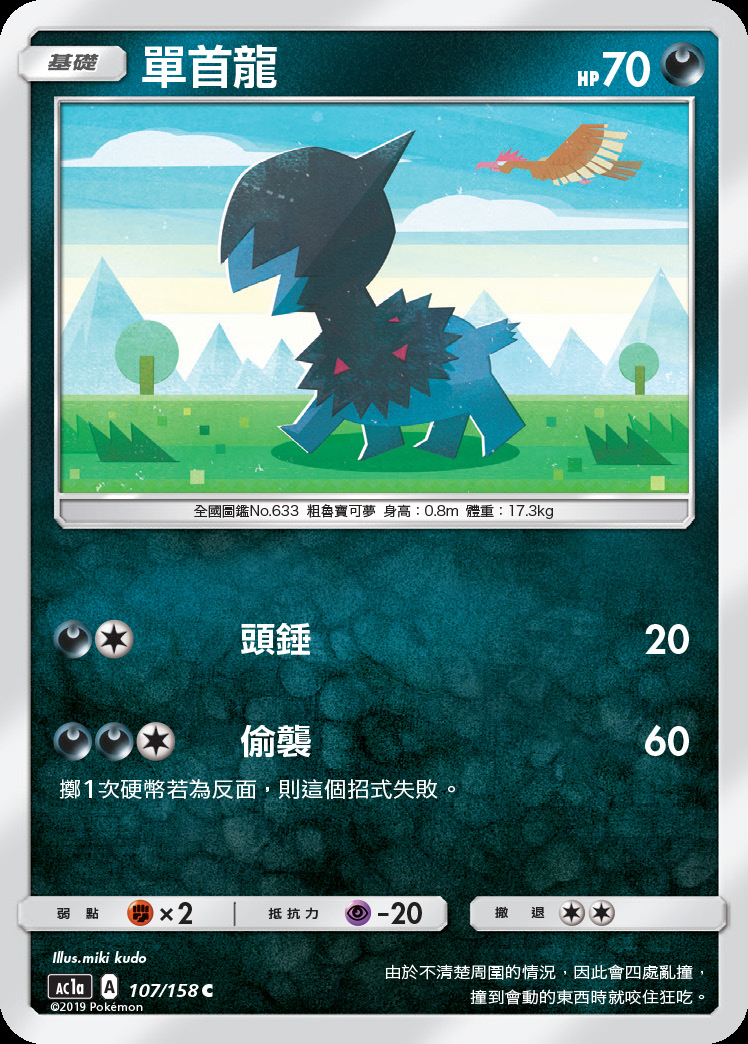 基礎 單首龍 HP70
全國圖鑑No.633 粗魯寶可夢 身高：0.8m 體重：17.3kg
頭錘 20
偷襲 60
擲1次硬幣若為反面，則這個招式失敗。
弱點 ×2 抵抗力 -20 撤退
Illus.miki kudo
AC1a A 107/158 C
©2019 Pokémon
由於不清楚周圍的情況，因此會四處亂撞，
撞到會動的東西時就咬住狂吃。